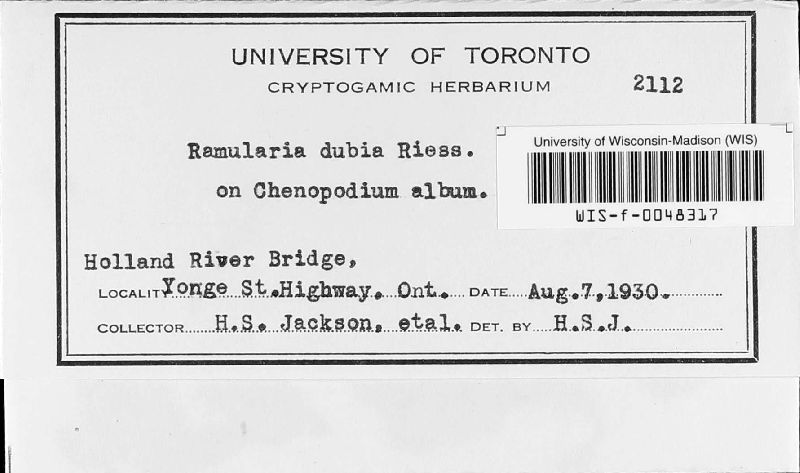 UNIVERSITY OF TORONTO
CRYPTOGAMIC HERBARIUM 2112
Ramularia dubia Riess.
on Chenopodium album.
University of Wisconsin-Madison (WIS)
WIS-f-0048317
Holland River Bridge,
LOCALITY Yonge St.Highway. Ont. DATE Aug.7,1930.
COLLECTOR H.S. Jackson, etal. DET. BY H.S.J.